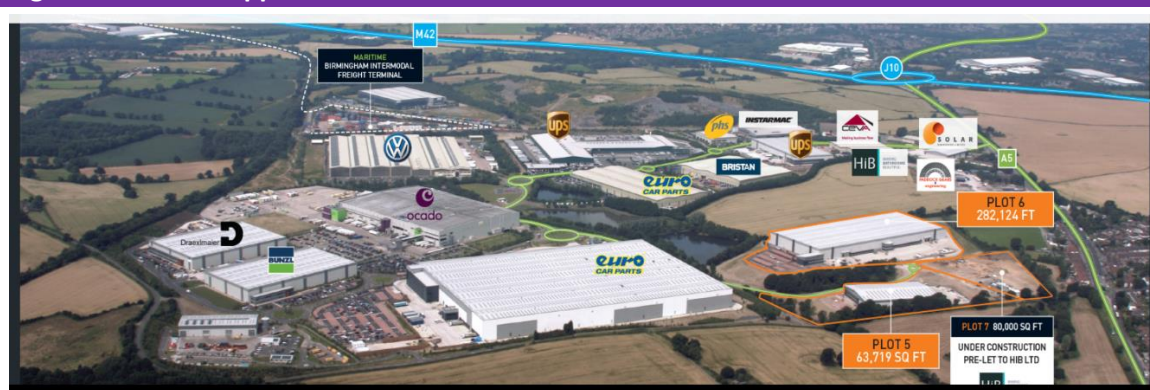 M42
MARITIME
BIRMINGHAM INTERMODAL
FREIGHT TERMINAL
J10
ups
phs
INSTARMAC
CEVA
SOLAR
ups
HiB
BRISTAN
A5
euro
CAR PARTS
ocado
PLOT 6
282,124 FT
Draexlmaier D
BUNZL
euro
CAR PARTS
PLOT 5
63,719 SQ FT
PLOT 7 80,000 SQ FT
UNDER CONSTRUCTION
PRE-LET TO HIB LTD
HiB